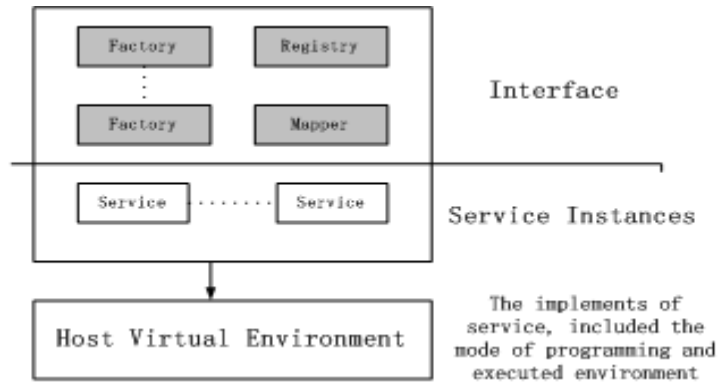 Factory Registry
Interface
Factory Mapper
Service Service
Service Instances
Host Virtual Environment
The implements of
service, included the
mode of programming and
executed environment